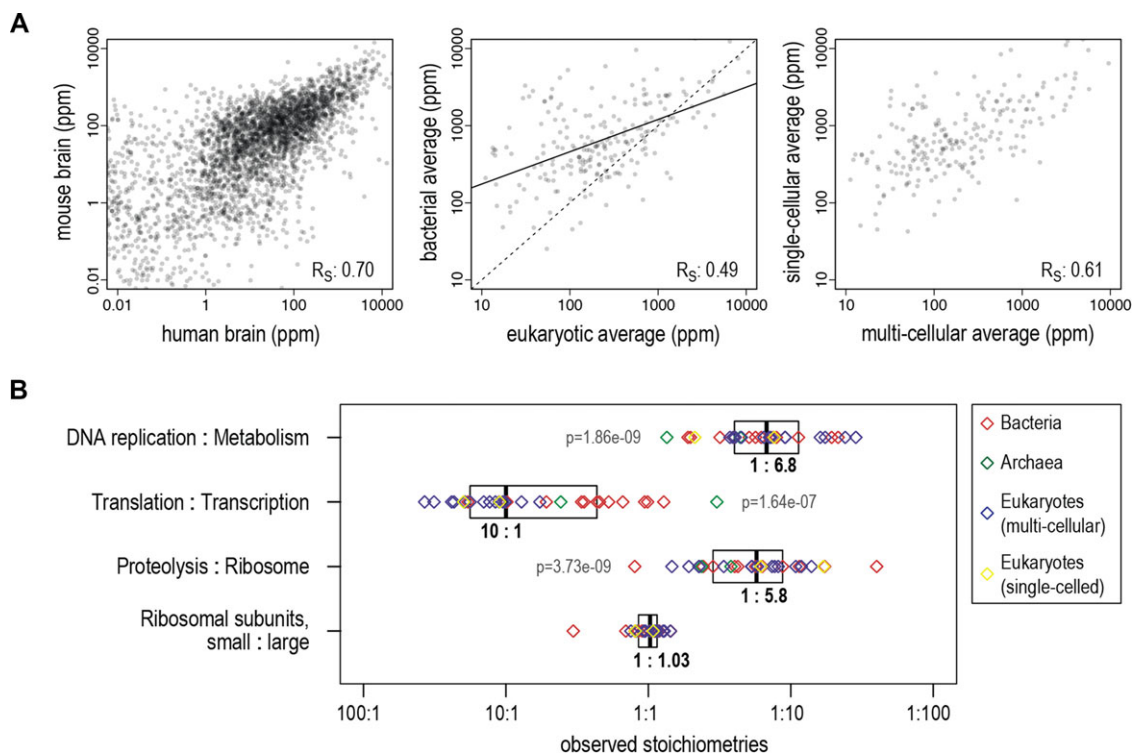 A
mouse brain (ppm)
10000
100
1
0.01
RS: 0.70
0.01 1 100 10000
human brain (ppm)
bacterial average (ppm)
10000
1000
100
10
RS: 0.49
10 100 1000 10000
eukaryotic average (ppm)
single-cellular average (ppm)
10000
1000
100
10
RS: 0.61
10 100 1000 10000
multi-cellular average (ppm)
B
DNA replication : Metabolism
p=1.86e-09
1 : 6.8
Translation : Transcription
p=1.64e-07
10 : 1
Proteolysis : Ribosome
p=3.73e-09
1 : 5.8
Ribosomal subunits,
small : large
1 : 1.03
100:1 10:1 1:1 1:10 1:100
observed stoichiometries
Bacteria
Archaea
Eukaryotes
(multi-cellular)
Eukaryotes
(single-celled)